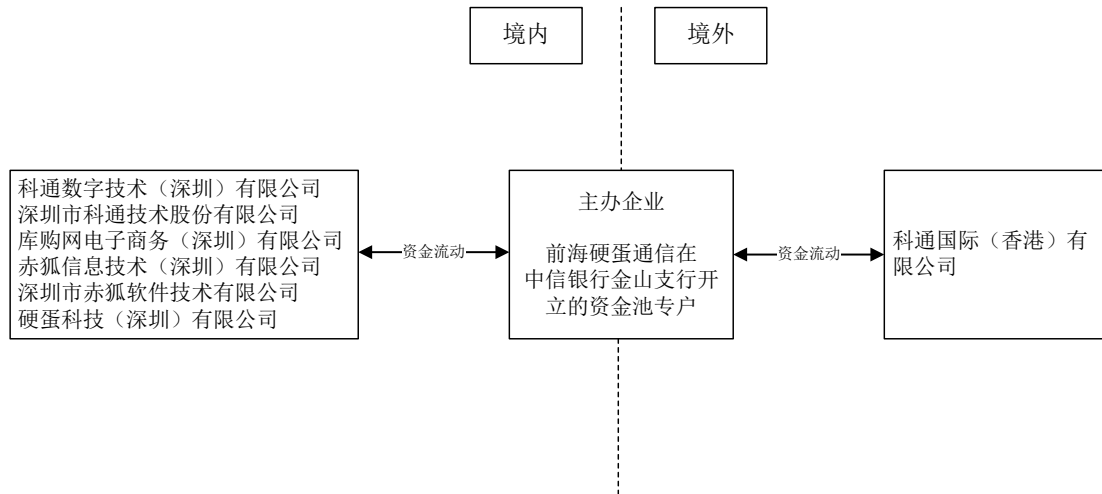 境内
境外
科通数字技术（深圳）有限公司
深圳市科通技术股份有限公司
库购网电子商务（深圳）有限公司
赤狐信息技术（深圳）有限公司
深圳市赤狐软件技术有限公司
硬蛋科技（深圳）有限公司
资金流动
主办企业
前海硬蛋通信在
中信银行金山支行开
立的资金池专户
资金流动
科通国际（香港）有
限公司